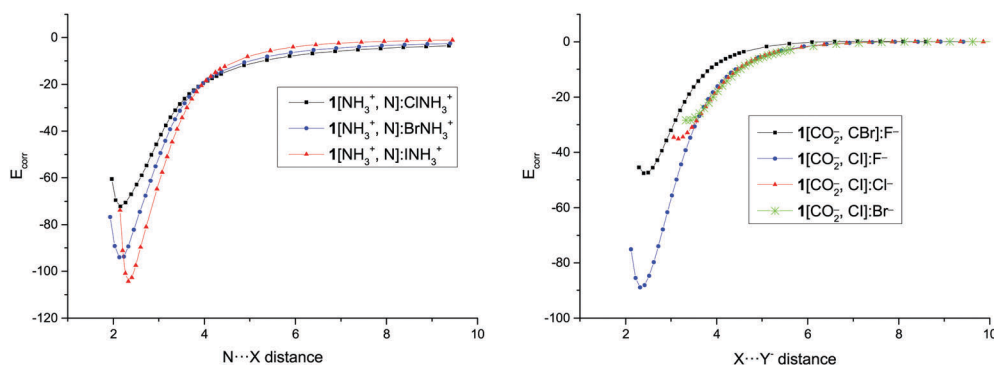 0
-20
-40
-60
-80
-100
-120
2
4
6
8
10
E_corr
N···X distance
1[NH₃⁺, N]:ClNH₃⁺
1[NH₃⁺, N]:BrNH₃⁺
1[NH₃⁺, N]:INH₃⁺
0
-20
-40
-60
-80
-100
2
4
6
8
10
E_corr
X···Y⁻ distance
1[CO₂⁻, CBr]:F⁻
1[CO₂⁻, CI]:F⁻
1[CO₂⁻, CI]:Cl⁻
1[CO₂⁻, CI]:Br⁻